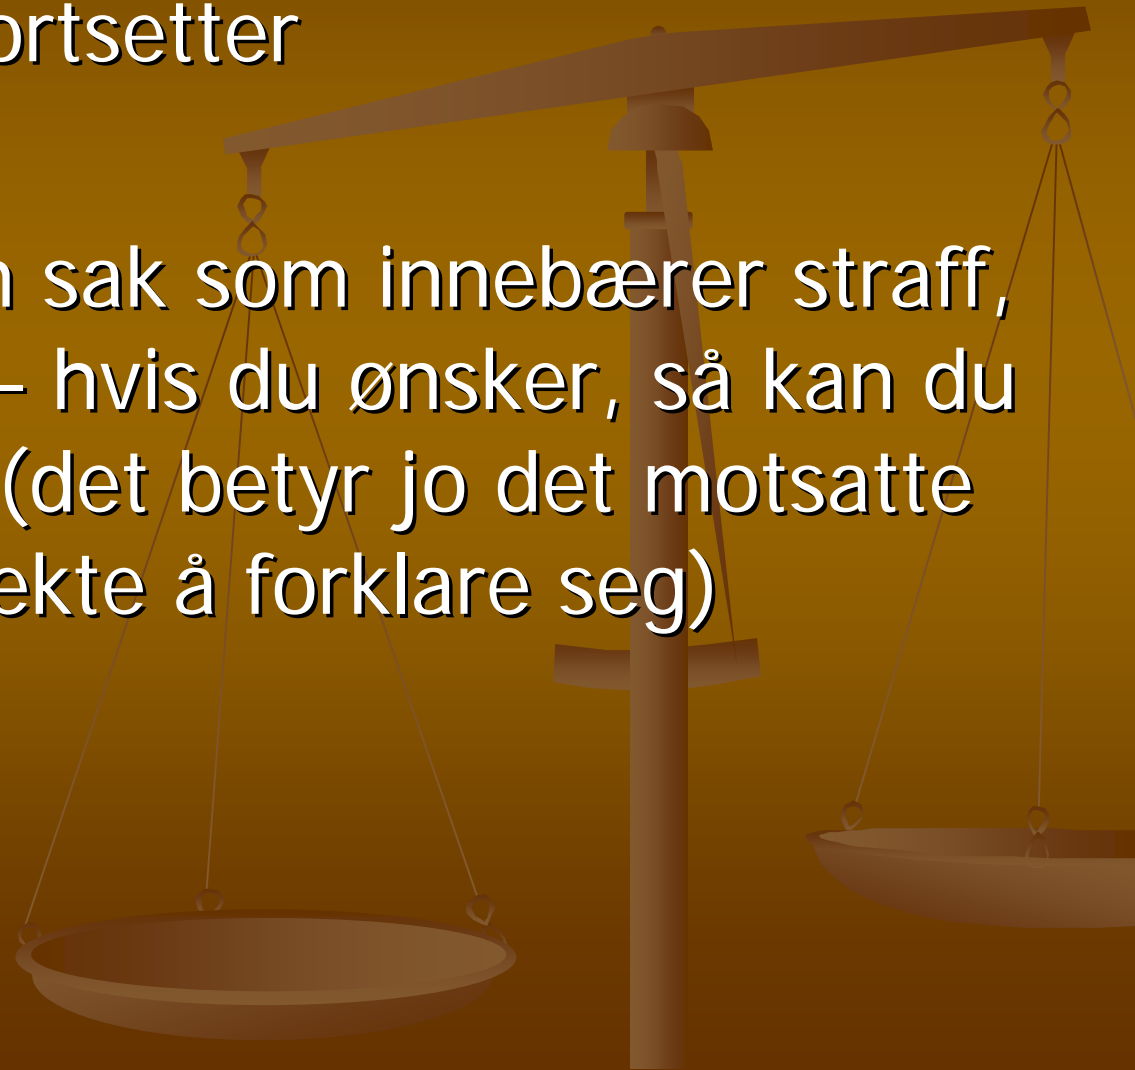 ortsetter
n sak som innebærer straff,
– hvis du ønsker, så kan du
(det betyr jo det motsatte
ekte å forklare seg)